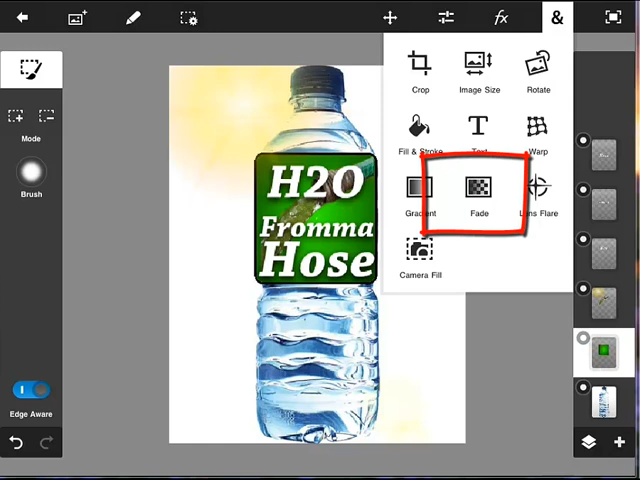 fx
&
Crop
Image Size
Rotate
Fill & Stroke
Text
Warp
Gradient
Fade
Lens Flare
Camera Fill
Mode
Brush
Edge Aware
H2O
Fromma
Hose